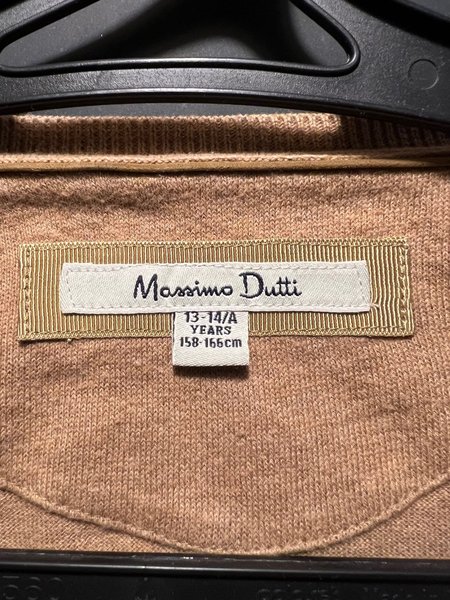 Massimo Dutti
13-14/A
YEARS
158-166cm